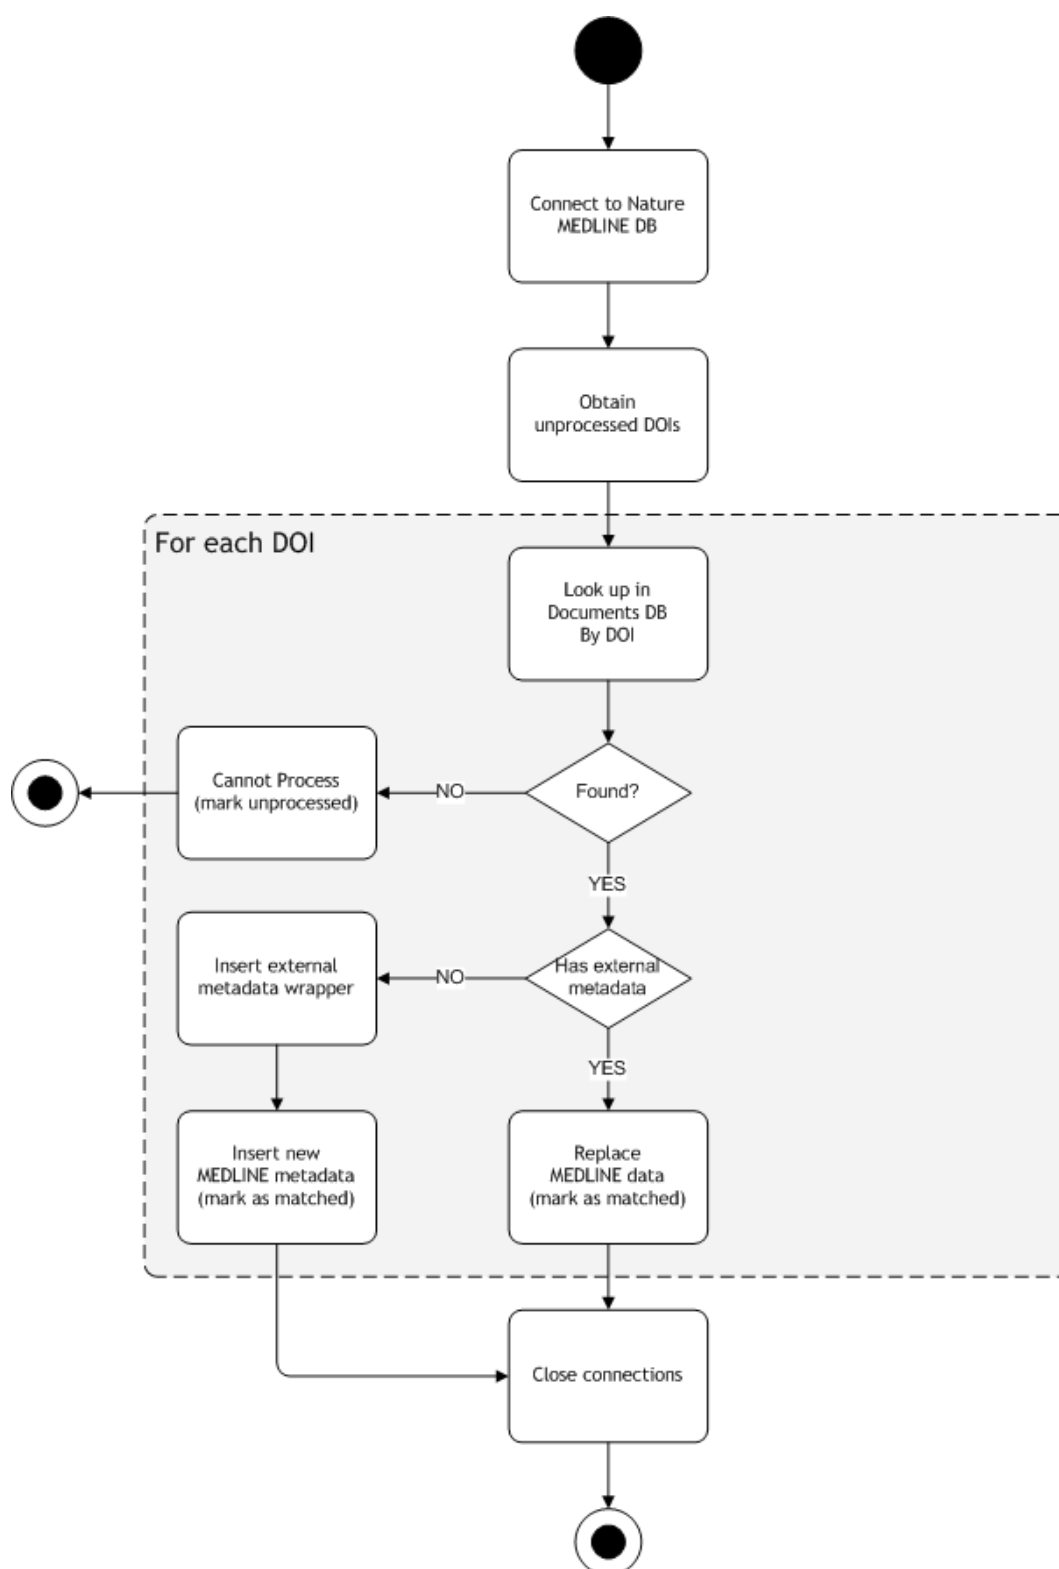 Connect to Nature
MEDLINE DB
Obtain
unprocessed DOIs
For each DOI
Look up in
Documents DB
By DOI
Found?
NO
Cannot Process
(mark unprocessed)
YES
Has external
metadata
NO
Insert external
metadata wrapper
YES
Insert new
MEDLINE metadata
(mark as matched)
Replace
MEDLINE data
(mark as matched)
Close connections